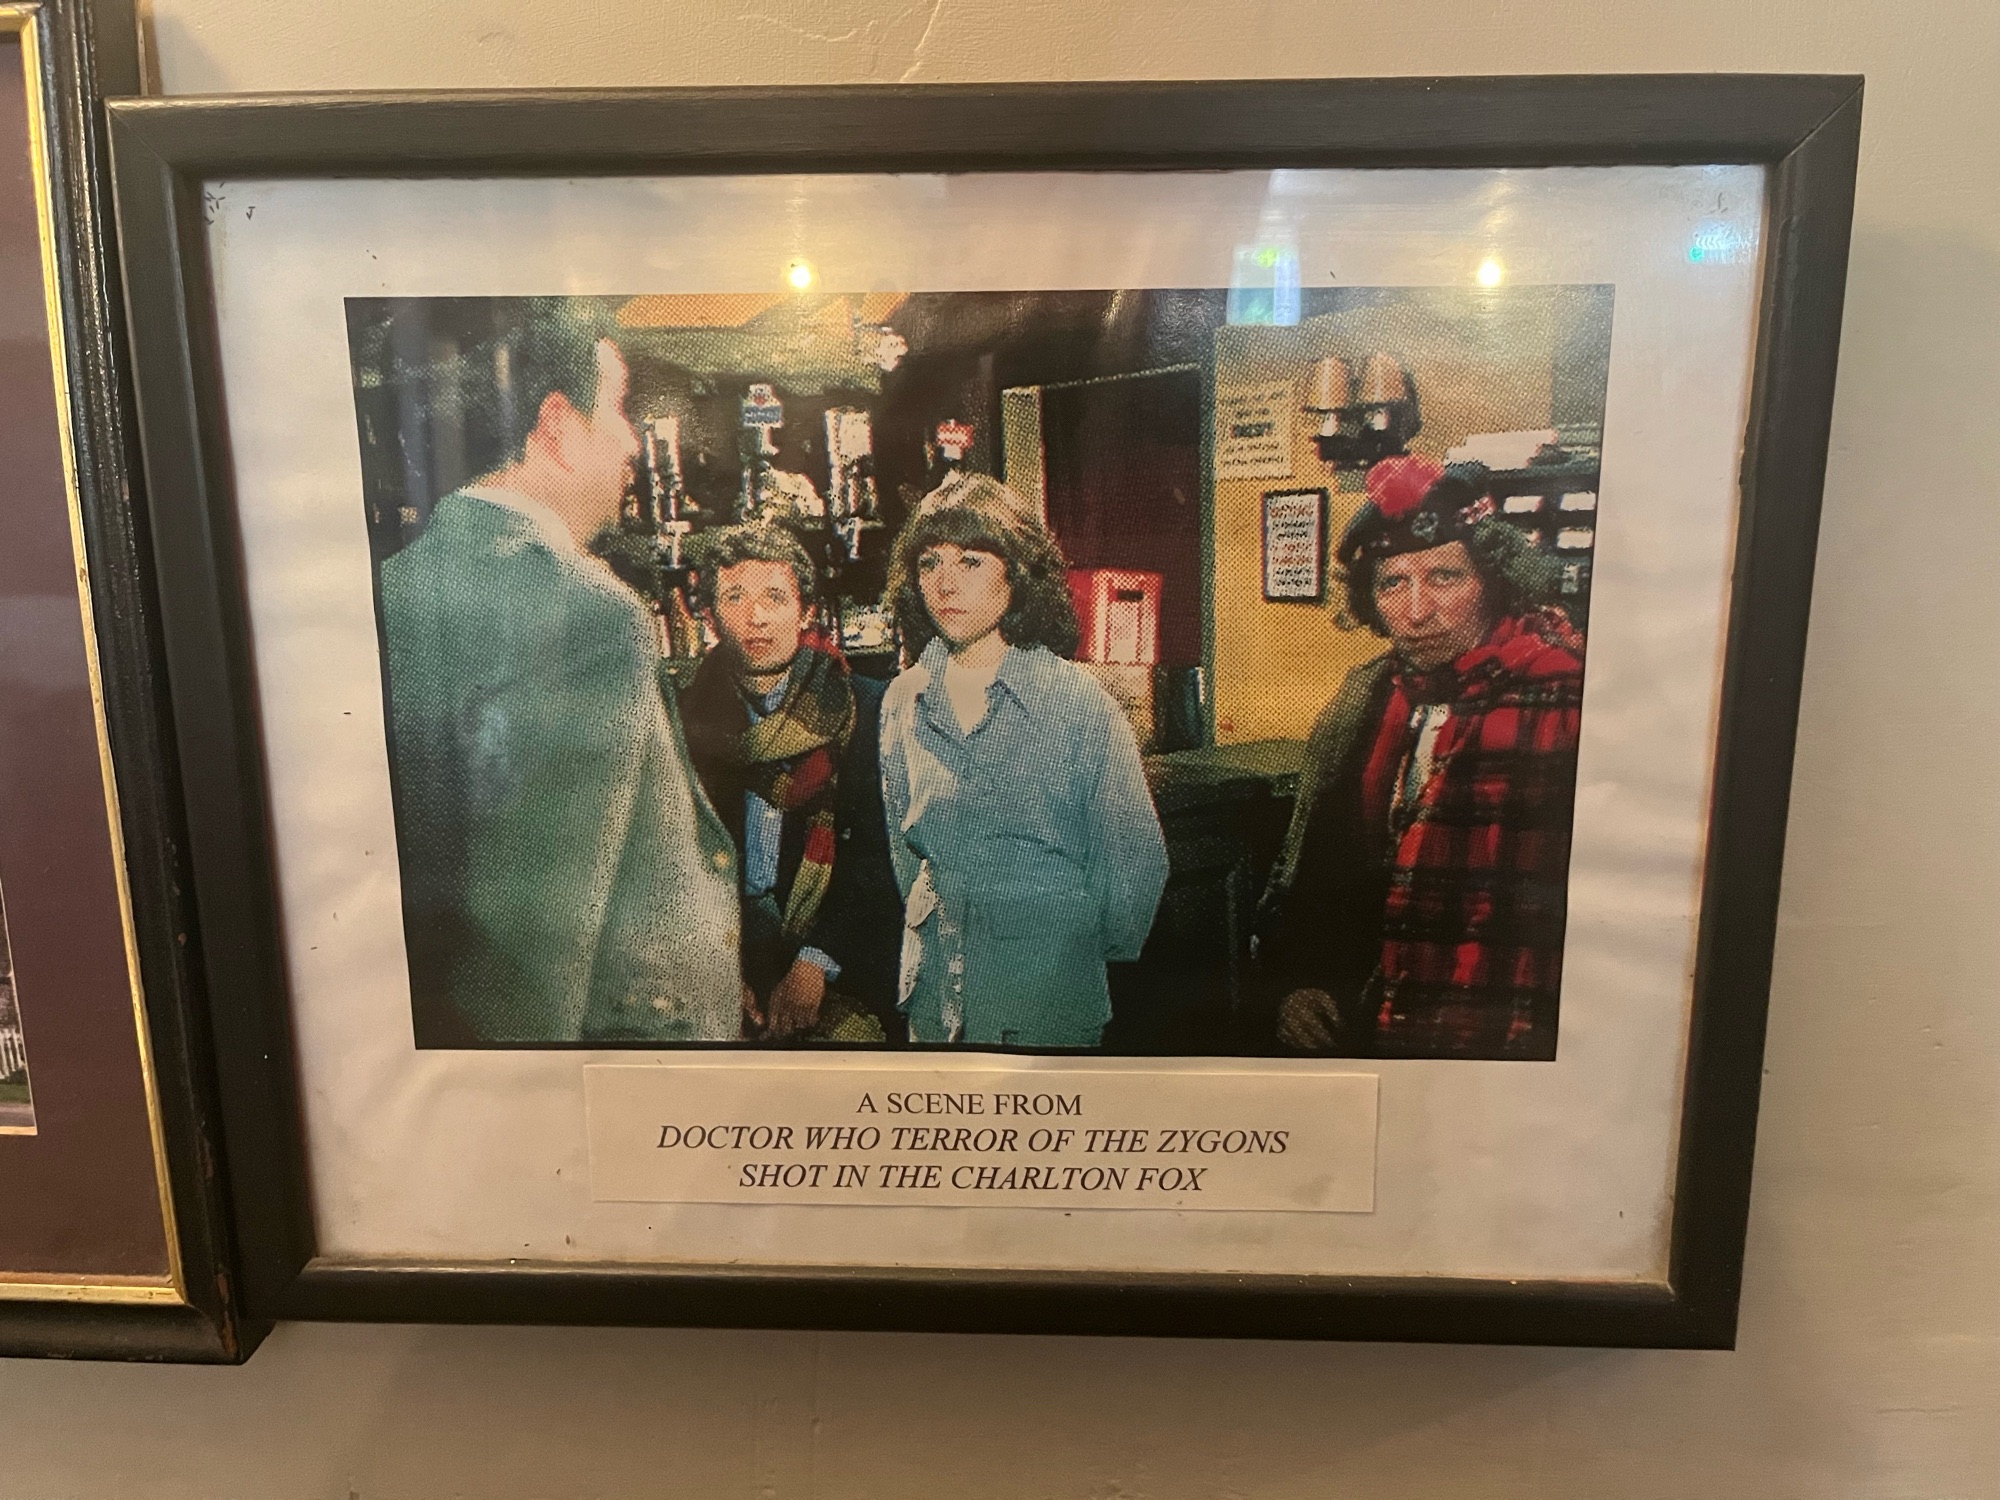 A SCENE FROM
DOCTOR WHO TERROR OF THE ZYGONS
SHOT IN THE CHARLTON FOX